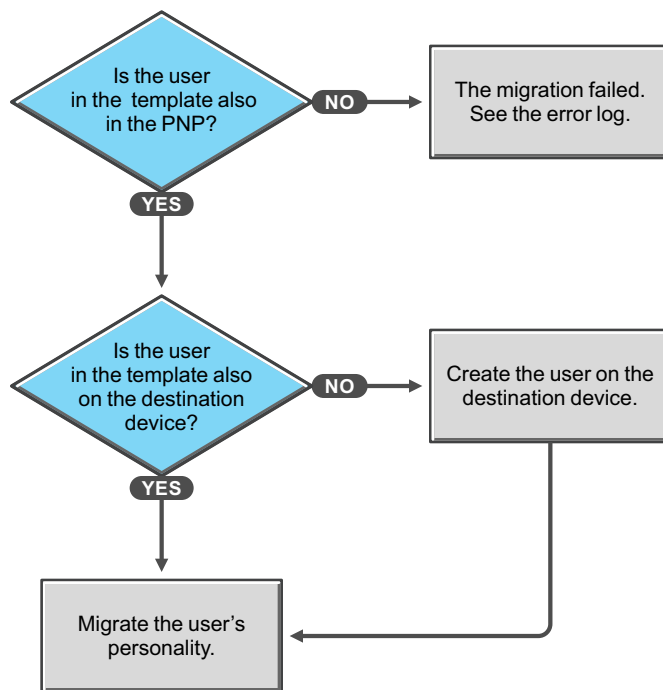 Is the user
in the template also
in the PNP?
NO
The migration failed.
See the error log.
YES
Is the user
in the template also
on the destination
device?
NO
Create the user on the
destination device.
YES
Migrate the user’s
personality.